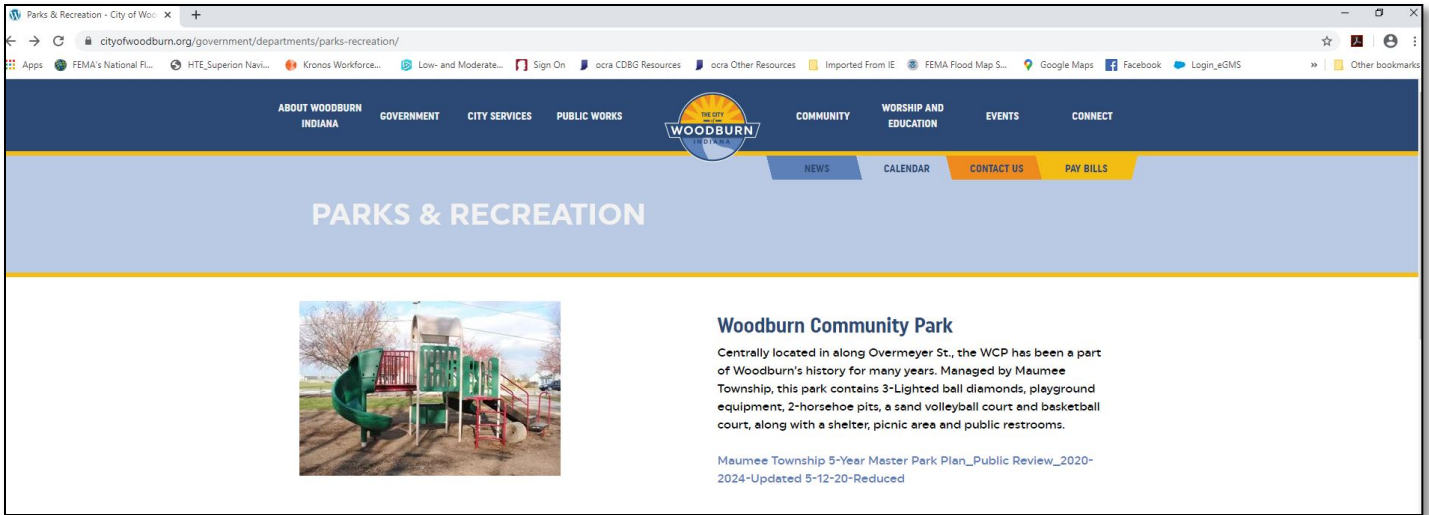 Parks & Recreation - City of Woo
cityofwoodburn.org/government/departments/parks-recreation/
Apps FEMA's National Fl... HTE_Superion Navi... Kronos Workforce... Low- and Moderate... Sign On ocra CDBG Resources ocra Other Resources Imported From IE FEMA Flood Map S... Google Maps Facebook Login_eGMS » Other bookmarks
ABOUT WOODBURN
INDIANA
GOVERNMENT
CITY SERVICES
PUBLIC WORKS
THE CITY
of
WOODBURN
INDIANA
COMMUNITY
WORSHIP AND
EDUCATION
EVENTS
CONNECT
NEWS
CALENDAR
CONTACT US
PAY BILLS
PARKS & RECREATION
Woodburn Community Park
Centrally located in along Overmeyer St., the WCP has been a part
of Woodburn's history for many years. Managed by Maumee
Township, this park contains 3-Lighted ball diamonds, playground
equipment, 2-horsehoe pits, a sand volleyball court and basketball
court, along with a shelter, picnic area and public restrooms.
Maumee Township 5-Year Master Park Plan_Public Review_2020-
2024-Updated 5-12-20-Reduced